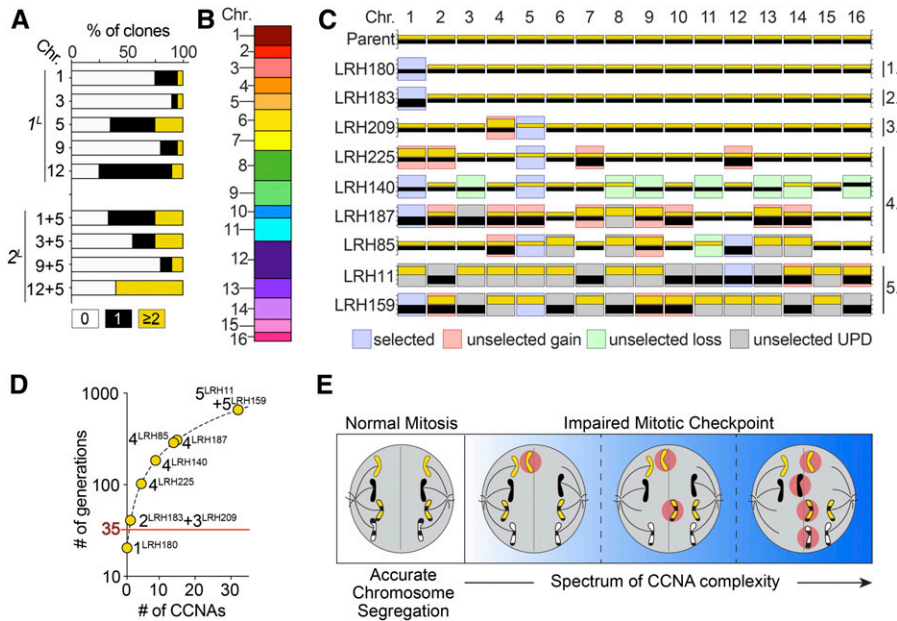 A
% of clones
0 50 100
Chr.
1ᴸ
1
3
5
9
12
2ᴸ
1+5
3+5
9+5
12+5
0 1 ≥2
B
Chr.
1
2
3
4
5
6
7
8
9
10
11
12
13
14
15
16
C
Chr. 1 2 3 4 5 6 7 8 9 10 11 12 13 14 15 16
Parent
LRH180 1.
LRH183 2.
LRH209 3.
LRH225
LRH140
LRH187 4.
LRH85
LRH11
LRH159 5.
selected unselected gain unselected loss unselected UPD
D
# of generations
1000
100
35
10
5ᴸᴿᴴ¹¹
+5ᴸᴿᴴ¹⁵⁹
4ᴸᴿᴴ⁸⁵
4ᴸᴿᴴ¹⁸⁷
4ᴸᴿᴴ¹⁴⁰
4ᴸᴿᴴ²²⁵
2ᴸᴿᴴ¹⁸³+3ᴸᴿᴴ²⁰⁹
1ᴸᴿᴴ¹⁸⁰
0 10 20 30
# of CCNAs
E
Normal Mitosis Impaired Mitotic Checkpoint
Accurate
Chromosome
Segregation
Spectrum of CCNA complexity